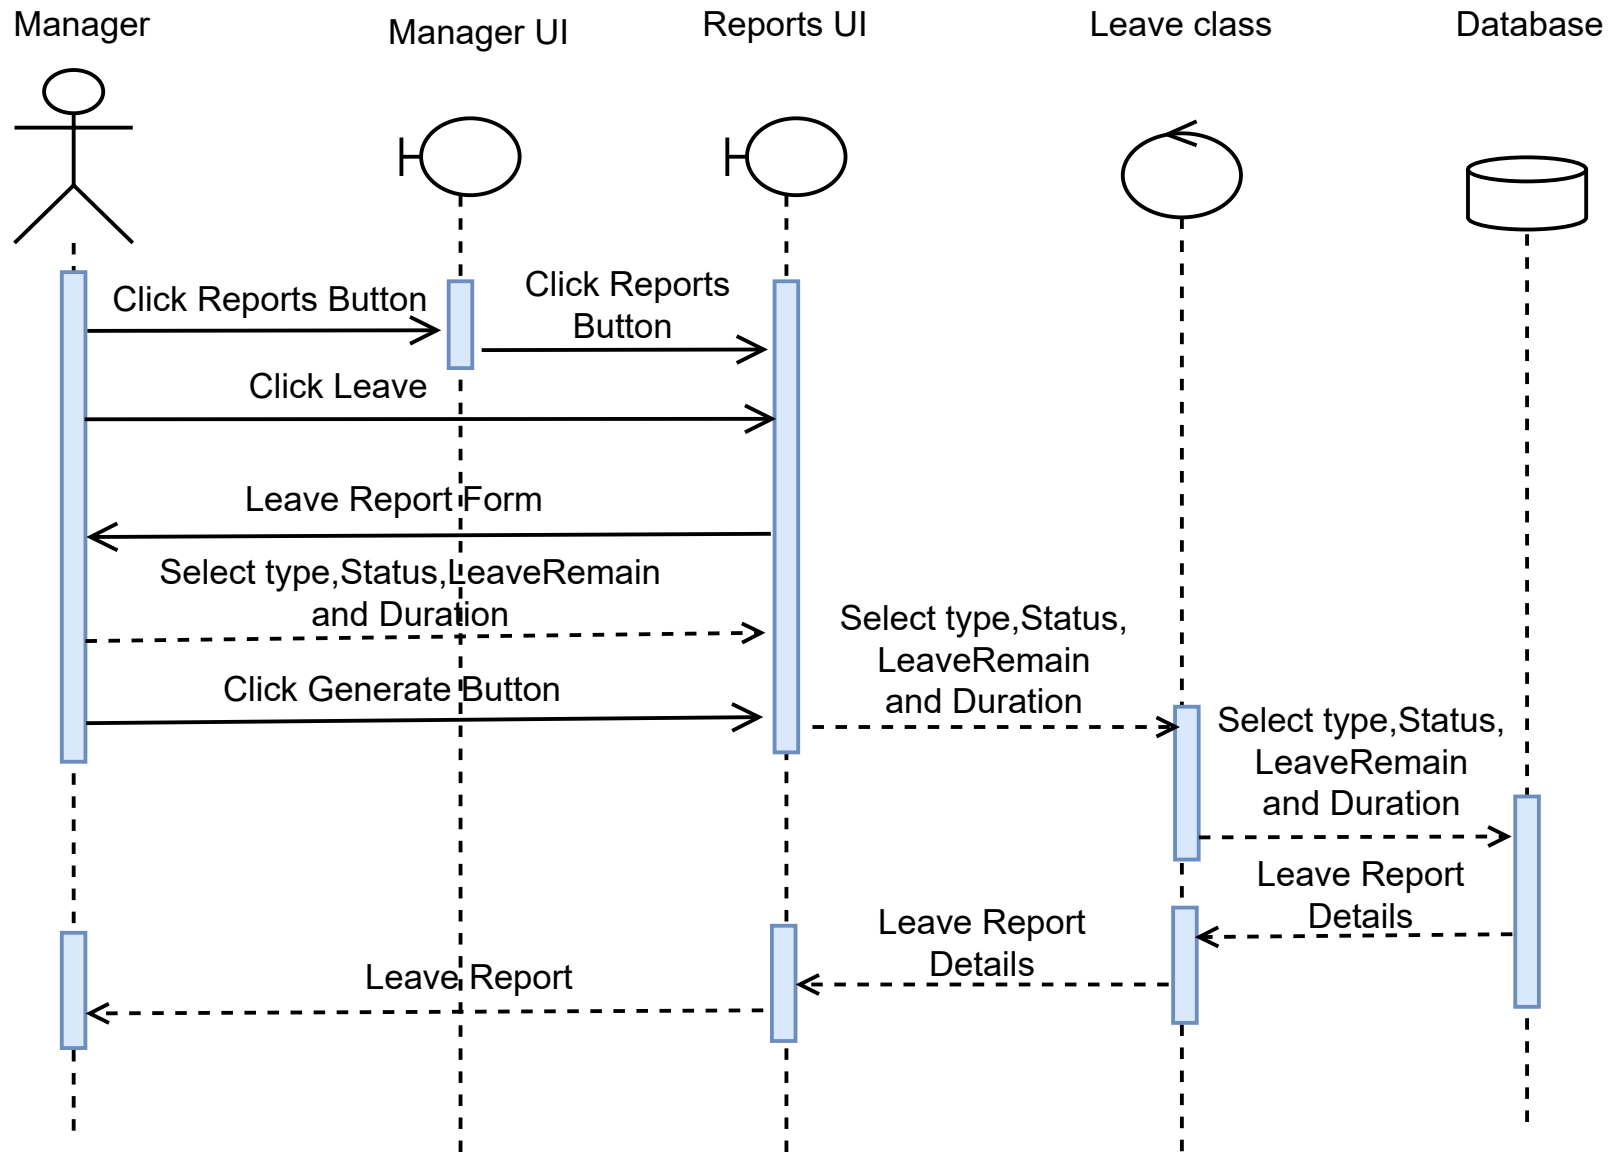 Manager
Manager UI
Reports UI
Leave class
Database
Click Reports Button
Click Reports
Button
Click Leave
Leave Report Form
Select type,Status,LeaveRemain
and Duration
Click Generate Button
Select type,Status,
LeaveRemain
and Duration
Select type,Status,
LeaveRemain
and Duration
Leave Report
Details
Leave Report
Details
Leave Report